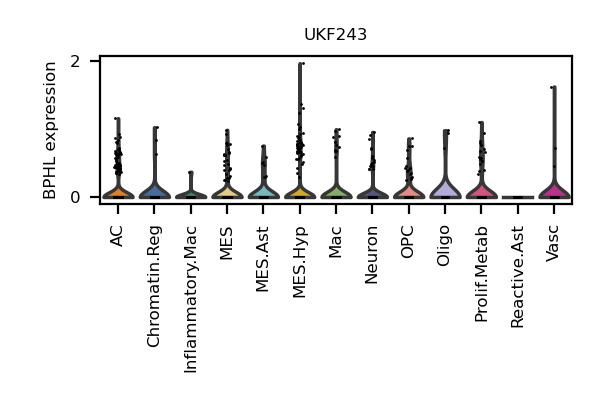 UKF243
BPHL expression
2
0
AC
Chromatin.Reg
Inflammatory.Mac
MES
MES.Ast
MES.Hyp
Mac
Neuron
OPC
Oligo
Prolif.Metab
Reactive.Ast
Vasc